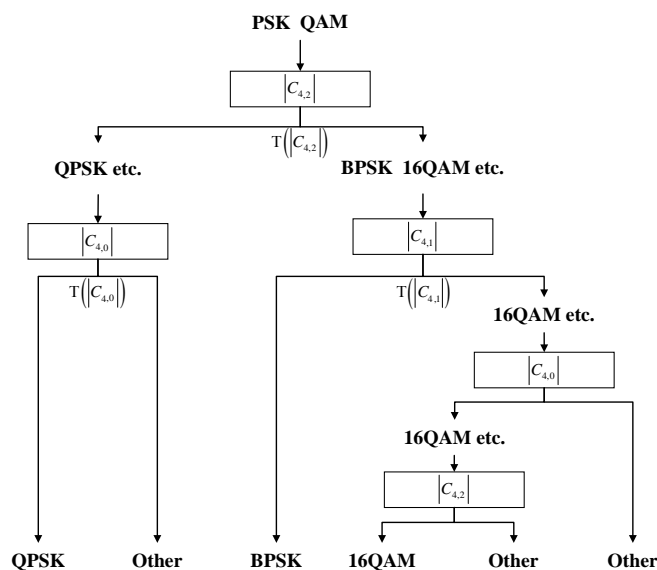 PSK QAM
|C4,2|
T(|C4,2|)
QPSK etc.
BPSK 16QAM etc.
|C4,0|
|C4,1|
T(|C4,0|)
T(|C4,1|)
16QAM etc.
|C4,0|
16QAM etc.
|C4,2|
QPSK
Other
BPSK
16QAM
Other
Other